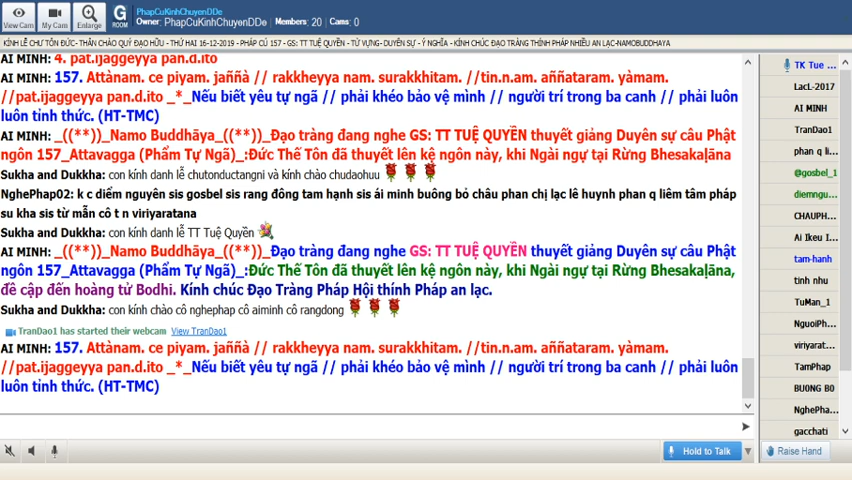 View Cam
My Cam
Enlarge
G
ROOM
PhapCuKinhChuyenDDe
Owner: PhapCuKinhChuyenDDe Members: 20 Cams: 0
KÍNH LỄ CHƯ TÔN ĐỨC- THÂN CHÀO QUÝ ĐẠO HỮU - THỨ HAI 16-12-2019 - PHÁP CÚ 157 - GS: TT TUỆ QUYỀN - TỪ VỰNG- DUYÊN SỰ - Ý NGHĨA - KÍNH CHÚC ĐẠO TRÀNG THÍNH PHÁP NHIỀU AN LẠC-NAMOBUDDHAYA
AI MINH: 4. pat.ijaggeyya pan.d.ito
AI MINH: 157. Attànam. ce piyam. jaññà // rakkheyya nam. surakkhitam. //tin.n.am. aññataram. yàmam.
//pat.ijaggeyya pan.d.ito _*_Nếu biết yêu tự ngã // phải khéo bảo vệ mình // người trí trong ba canh // phải luôn
luôn tỉnh thức. (HT-TMC)
AI MINH: _((**))_Namo Buddhāya_((**))_Đạo tràng đang nghe GS: TT TUỆ QUYỀN thuyết giảng Duyên sự câu Phật
ngôn 157_Attavagga (Phẩm Tự Ngã)_:Đức Thế Tôn đã thuyết lên kệ ngôn này, khi Ngài ngự tại Rừng Bhesakaḷāna
Sukha and Dukkha: con kính danh lễ chutonductangni và kính chào chudaohuu
NghePhap02: k c diểm nguyên sis gosbel sis rang đông tam hạnh sis ái minh buông bỏ châu phan chị lạc lê huynh phan q liêm tâm pháp
su kha sis từ mẫn cô t n viriyaratana
Sukha and Dukkha: con kính danh lễ TT Tuệ Quyền
AI MINH: _((**))_Namo Buddhāya_((**))_Đạo tràng đang nghe GS: TT TUỆ QUYỀN thuyết giảng Duyên sự câu Phật
ngôn 157_Attavagga (Phẩm Tự Ngã)_:Đức Thế Tôn đã thuyết lên kệ ngôn này, khi Ngài ngự tại Rừng Bhesakaḷāna,
đề cập đến hoàng tử Bodhi. Kính chúc Đạo Tràng Pháp Hội thính Pháp an lạc.
Sukha and Dukkha: con kính chào cô nghephap cô aiminh cô rangdong
TranDao1 has started their webcam View TranDao1
AI MINH: 157. Attànam. ce piyam. jaññà // rakkheyya nam. surakkhitam. //tin.n.am. aññataram. yàmam.
//pat.ijaggeyya pan.d.ito _*_Nếu biết yêu tự ngã // phải khéo bảo vệ mình // người trí trong ba canh // phải luôn
luôn tỉnh thức. (HT-TMC)
TK Tue ...
LacL-2017
AI MINH
TranDao1
phan q li...
@gosbel_1
diemngu...
CHAUPH...
Ai Ikeu I...
tam-hanh
tinh nhu
TuMan_1
NguoiPh...
viriyarat...
TamPhap
BUONG BO
NghePha...
gacchati
Hold to Talk
Raise Hand